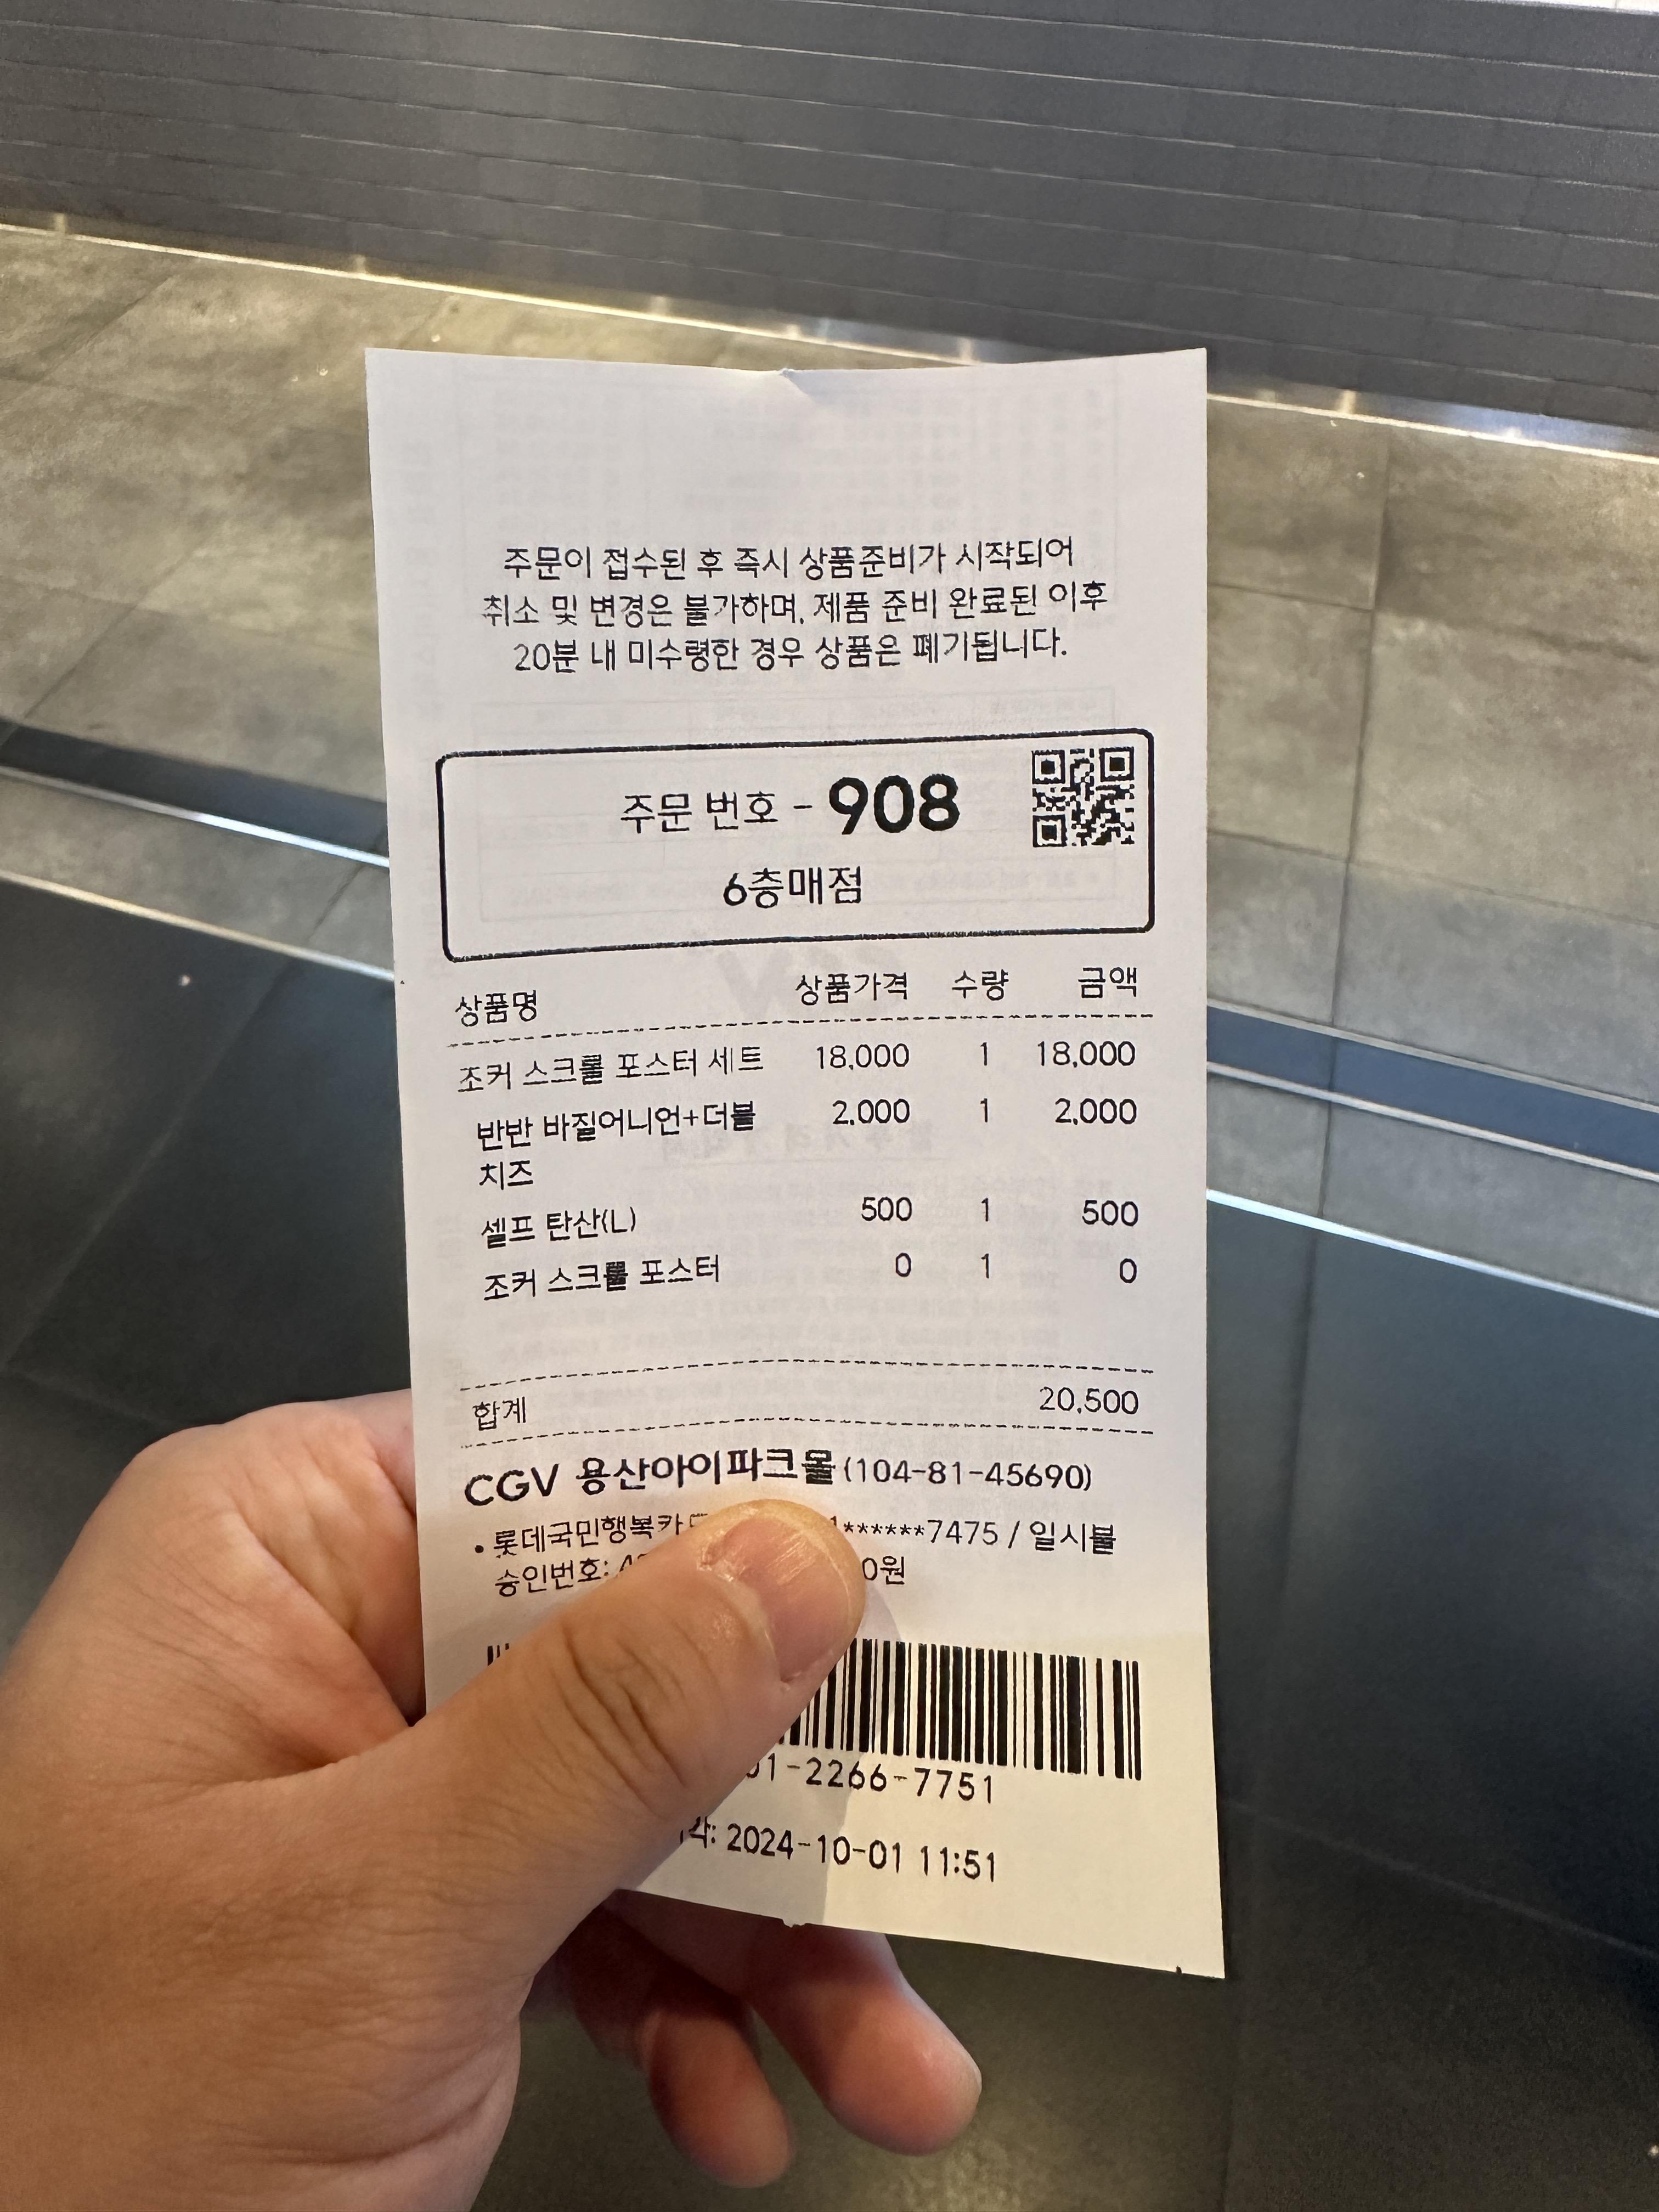 주문이 접수된 후 즉시 상품준비가 시작되어
취소 및 변경은 불가하며, 제품 준비 완료된 이후
20분 내 미수령한 경우 상품은 폐기됩니다.
주문 번호 - 908
6층매점
상품명 상품가격 수량 금액
조커 스크롤 포스터 세트 18,000 1 18,000
반반 바질어니언+더블 2,000 1 2,000
치즈
셀프 탄산(L) 500 1 500
조커 스크롤 포스터 0 1 0
합계 20,500
CGV 용산아이파크몰(104-81-45690)
• 롯데국민행복카 1******7475 / 일시불
승인번호: 0원
01-2266-7751
각: 2024-10-01 11:51